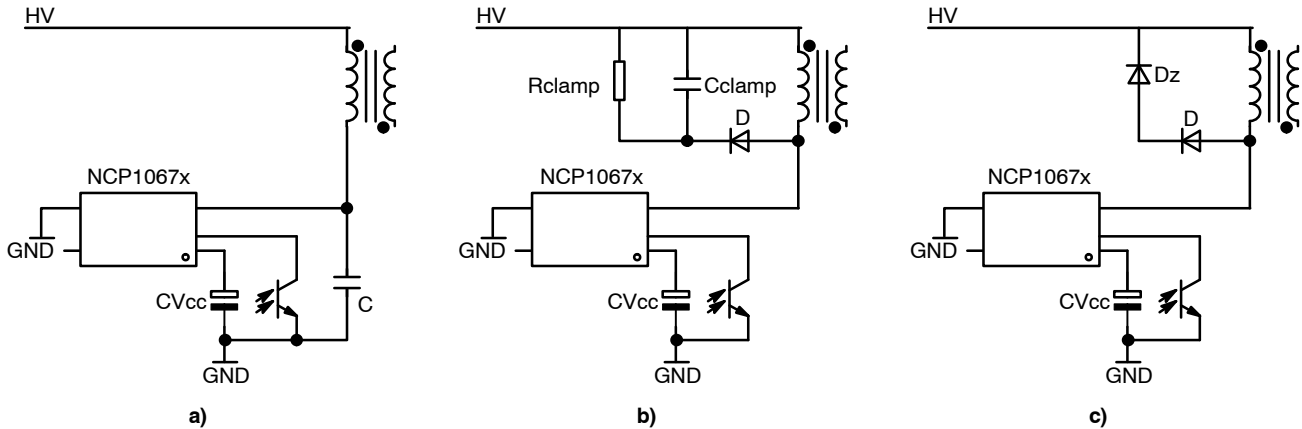 HV
NCP1067x
GND
CVcc
C
GND
a)
HV
Rclamp
Cclamp
D
NCP1067x
GND
CVcc
GND
b)
HV
Dz
D
NCP1067x
GND
CVcc
GND
c)